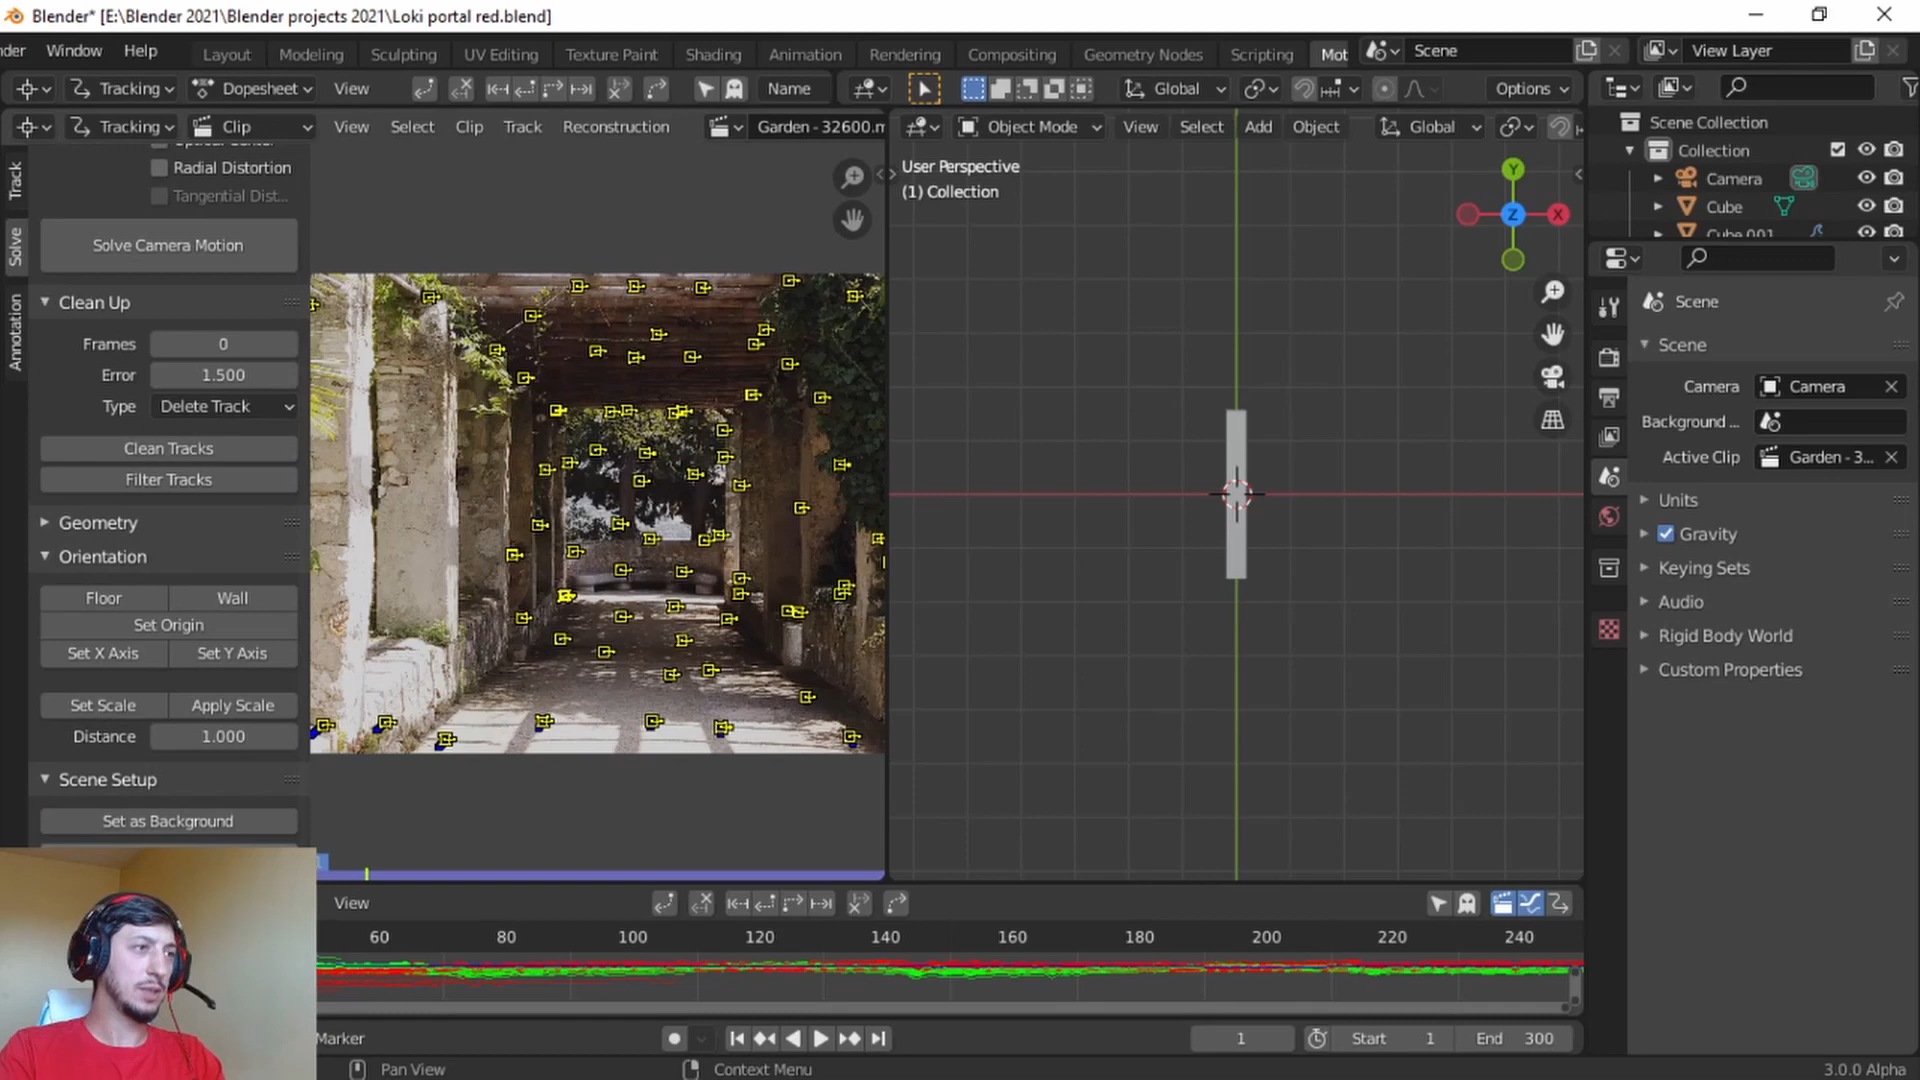 Blender* [E:\Blender 2021\Blender projects 2021\Loki portal red.blend]
der Window Help Layout Modeling Sculpting UV Editing Texture Paint Shading Animation Rendering Compositing Geometry Nodes Scripting Mot Scene View Layer
Tracking Dopesheet View Name Global Options
Tracking Clip View Select Clip Track Reconstruction Garden - 32600.m Object Mode View Select Add Object Global
Track
Solve
Annotation
Radial Distortion
Tangential Dist...
Solve Camera Motion
Clean Up
Frames 0
Error 1.500
Type Delete Track
Clean Tracks
Filter Tracks
Geometry
Orientation
Floor Wall
Set Origin
Set X Axis Set Y Axis
Set Scale Apply Scale
Distance 1.000
Scene Setup
Set as Background
User Perspective
(1) Collection
Y
Z X
Scene Collection
Collection
Camera
Cube
Cube.001
Scene
Scene
Camera Camera
Background ...
Active Clip Garden - 3...
Units
Gravity
Keying Sets
Audio
Rigid Body World
Custom Properties
View
60 80 100 120 140 160 180 200 220 240
Marker 1 Start 1 End 300
Pan View Context Menu 3.0.0 Alpha